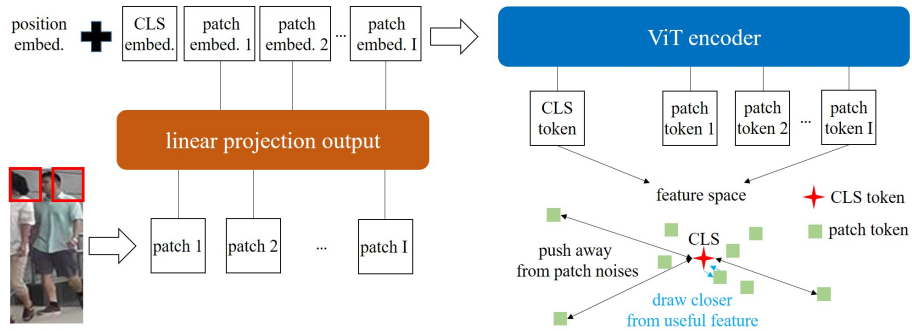 position
embed.
CLS
embed.
patch
embed. 1
patch
embed. 2
...
patch
embed. I
ViT encoder
linear projection output
CLS
token
patch
token 1
patch
token 2
...
patch
token I
patch 1
patch 2
...
patch I
feature space
CLS token
patch token
CLS
push away
from patch noises
draw closer
from useful feature